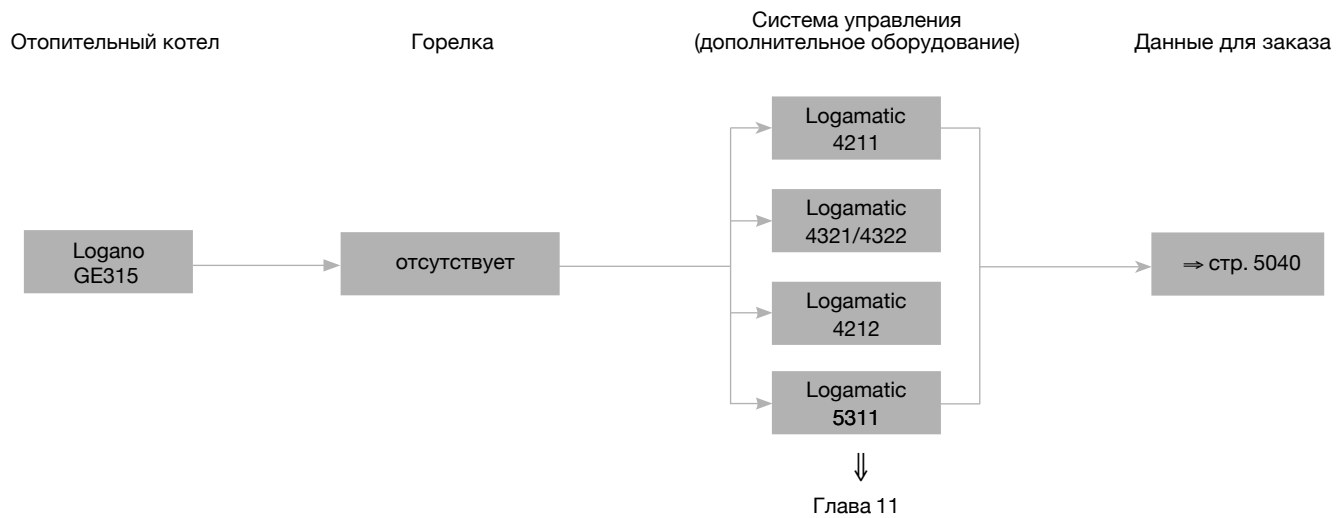 Отопительный котел
Горелка
Система управления
(дополнительное оборудование)
Данные для заказа
Logano
GE315
отсутствует
Logamatic
4211
Logamatic
4321/4322
Logamatic
4212
Logamatic
5311
⇒ стр. 5040
⇓
Глава 11